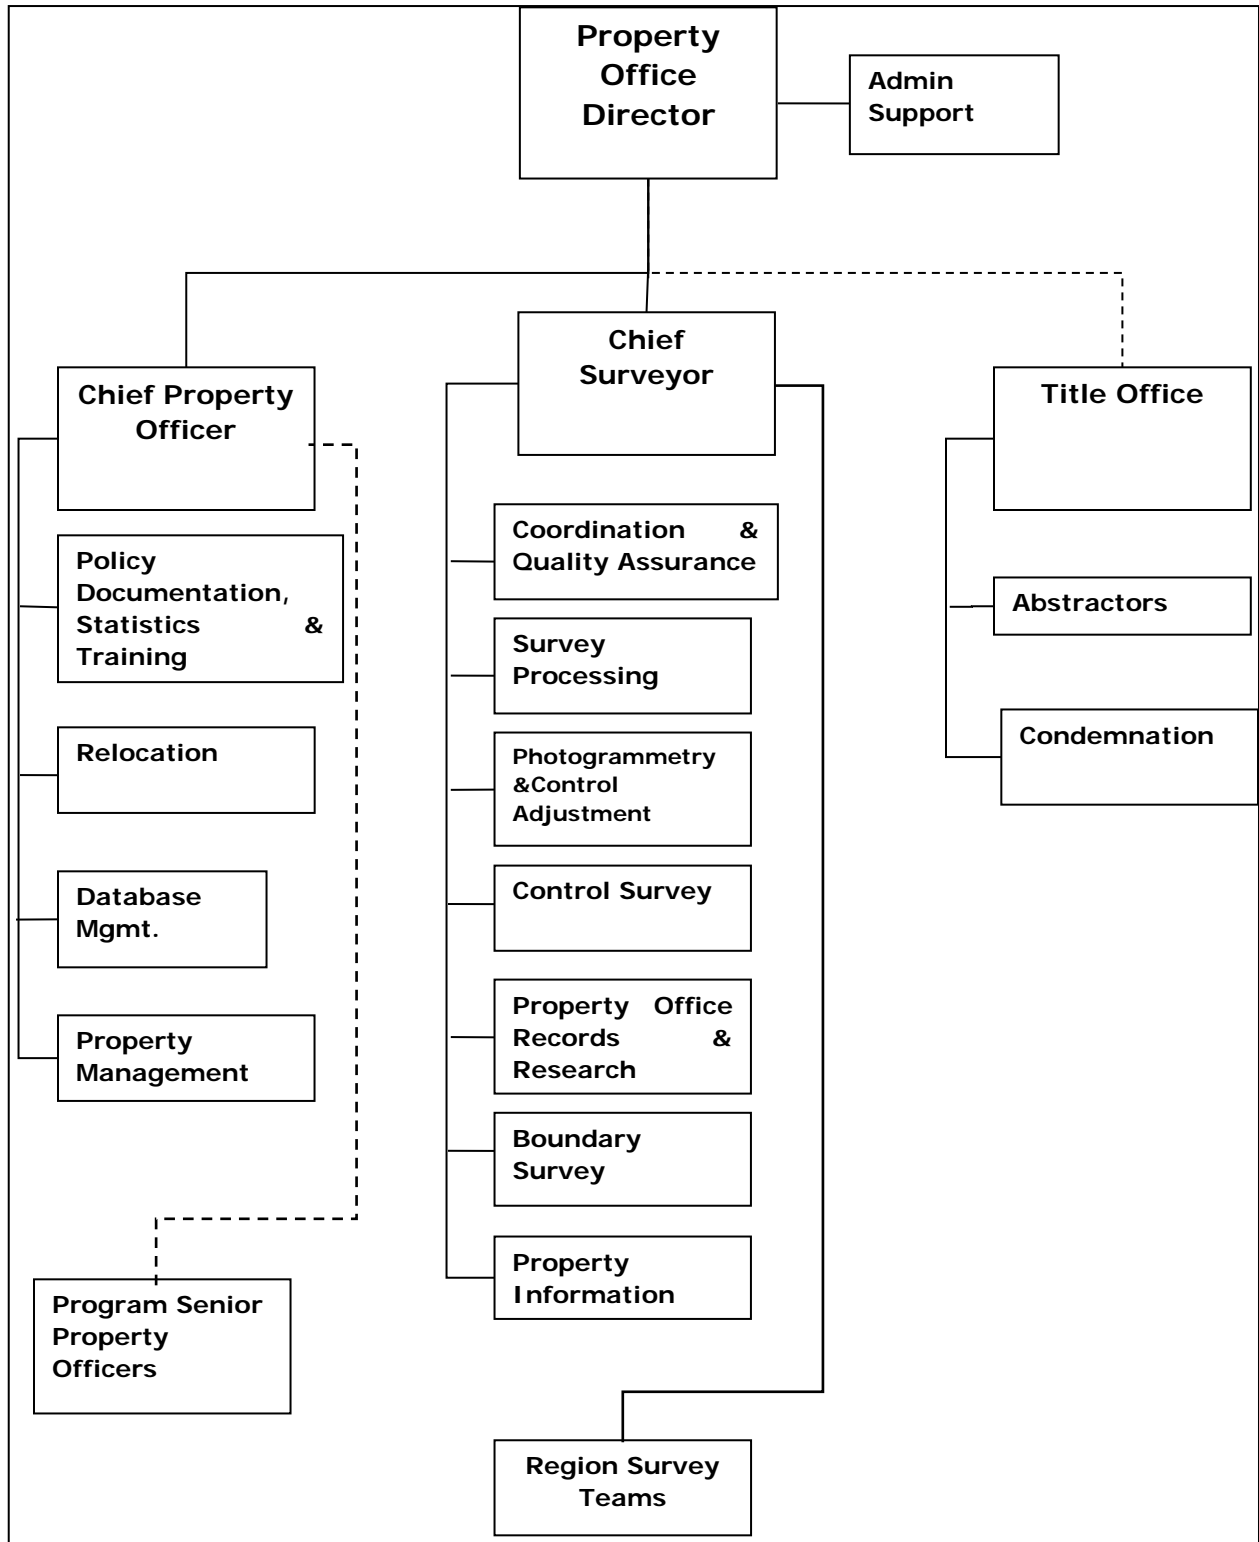 Property
Office
Director
Admin
Support
Chief Property
Officer
Policy
Documentation,
Statistics &
Training
Relocation
Database
Mgmt.
Property
Management
Program Senior
Property
Officers
Chief
Surveyor
Coordination &
Quality Assurance
Survey
Processing
Photogrammetry
&Control
Adjustment
Control Survey
Property Office
Records &
Research
Boundary
Survey
Property
Information
Region Survey
Teams
Title Office
Abstractors
Condemnation